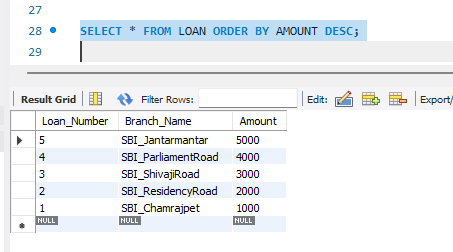 27
28 SELECT * FROM LOAN ORDER BY AMOUNT DESC;
29
Result Grid Filter Rows: Edit: Export/
Loan_Number Branch_Name Amount
5 SBI_Jantarmantar 5000
4 SBI_ParliamentRoad 4000
3 SBI_ShivajiRoad 3000
2 SBI_ResidencyRoad 2000
1 SBI_Chamrajpet 1000
NULL NULL NULL